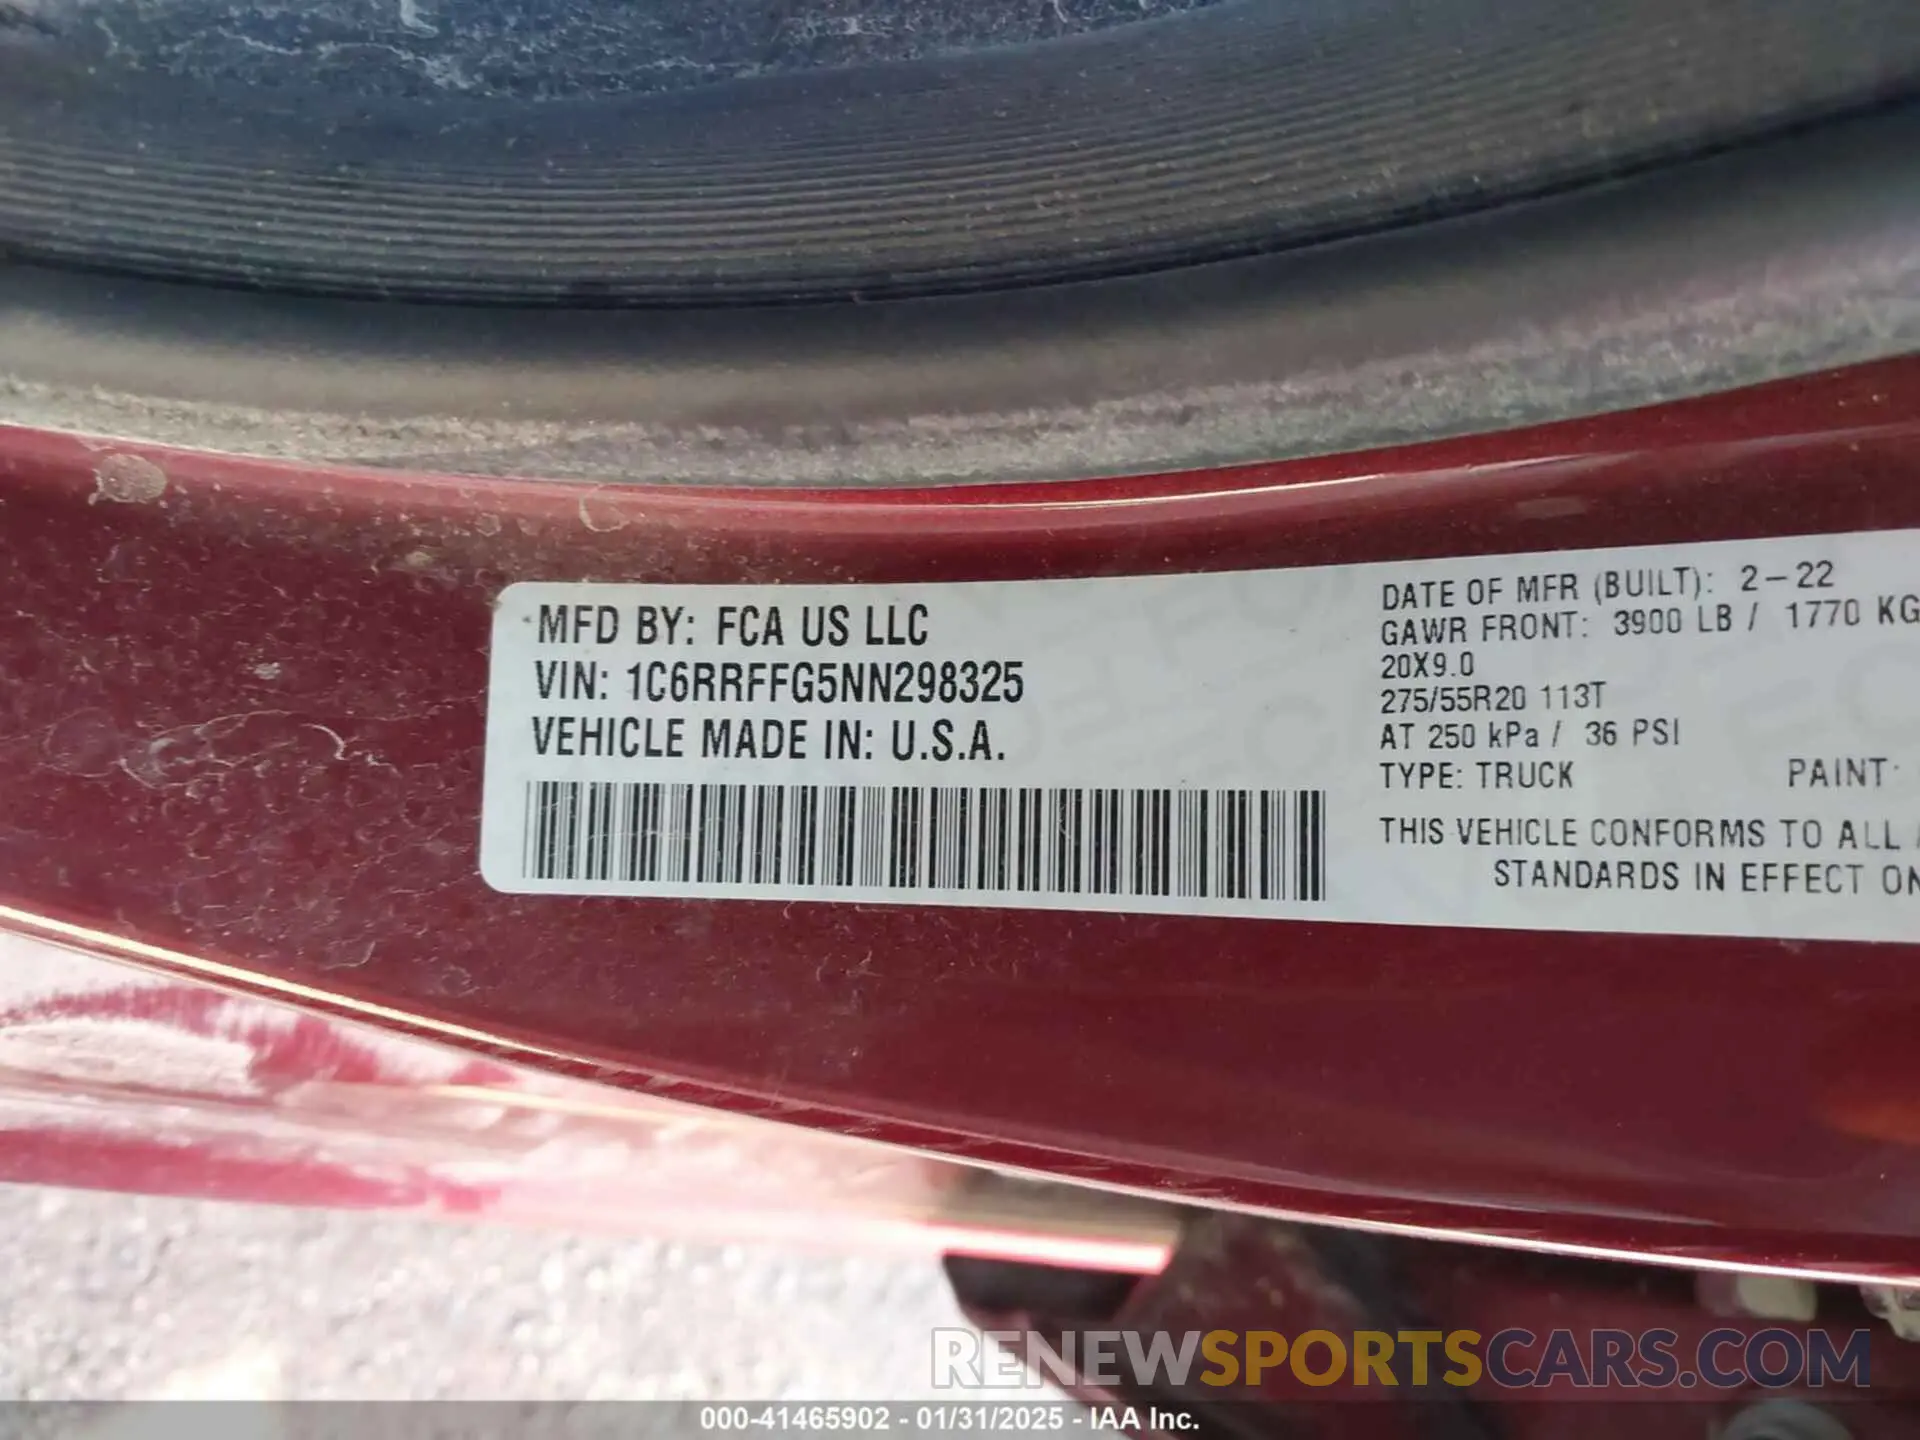 MFD BY: FCA US LLC
VIN: 1C6RRFFG5NN298325
VEHICLE MADE IN: U.S.A.
DATE OF MFR (BUILT): 2-22
GAWR FRONT: 3900 LB / 1770 KG
20X9.0
275/55R20 113T
AT 250 kPa / 36 PSI
TYPE: TRUCK PAINT:
THIS VEHICLE CONFORMS TO ALL
STANDARDS IN EFFECT ON
RENEWSPORTSCARS.COM
000-41465902 - 01/31/2025 - IAA Inc.